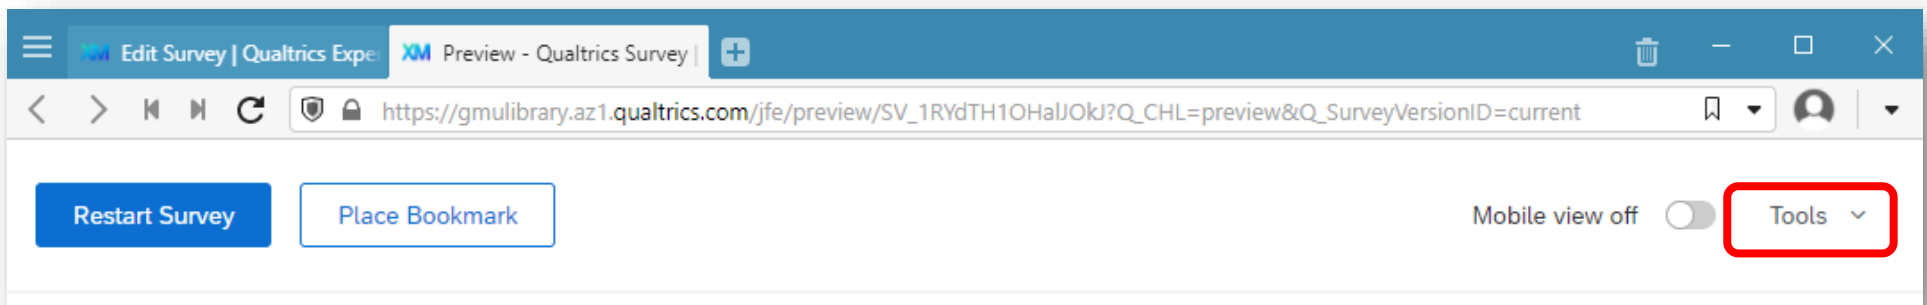 XM Edit Survey | Qualtrics Expe
XM Preview - Qualtrics Survey |
https://gmulibrary.az1.qualtrics.com/jfe/preview/SV_1RYdTH1OHalJOkJ?Q_CHL=preview&Q_SurveyVersionID=current
Restart Survey
Place Bookmark
Mobile view off
Tools